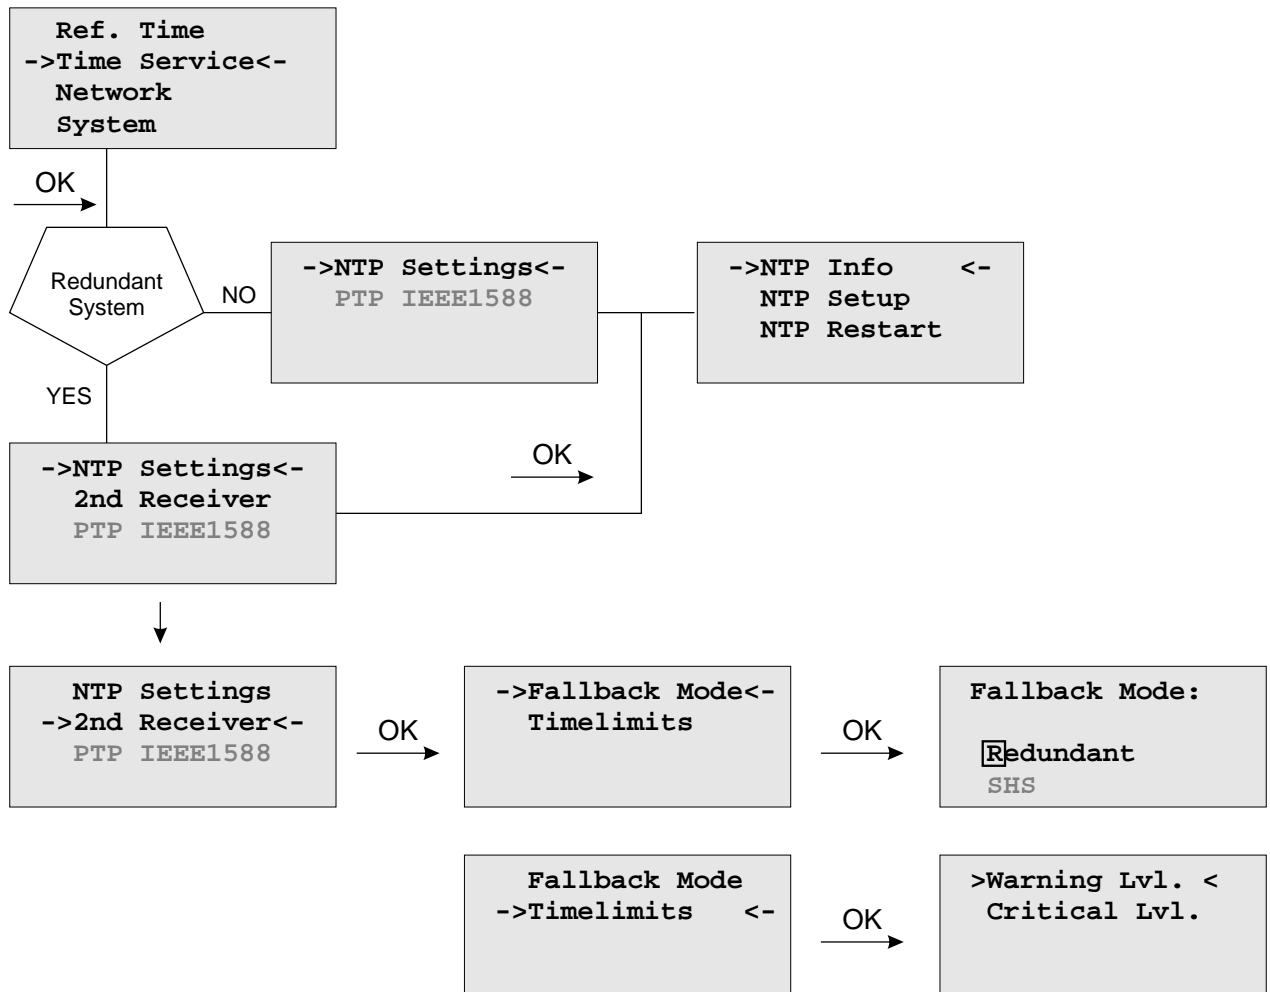 Ref. Time
->Time Service<-
Network
System
OK
Redundant
System
NO
YES
->NTP Settings<-
PTP IEEE1588
->NTP Info <-
NTP Setup
NTP Restart
->NTP Settings<-
2nd Receiver
PTP IEEE1588
OK
NTP Settings
->2nd Receiver<-
PTP IEEE1588
OK
->Fallback Mode<-
Timelimits
OK
Fallback Mode:
Redundant
SHS
Fallback Mode
->Timelimits <-
OK
>Warning Lvl. <
Critical Lvl.